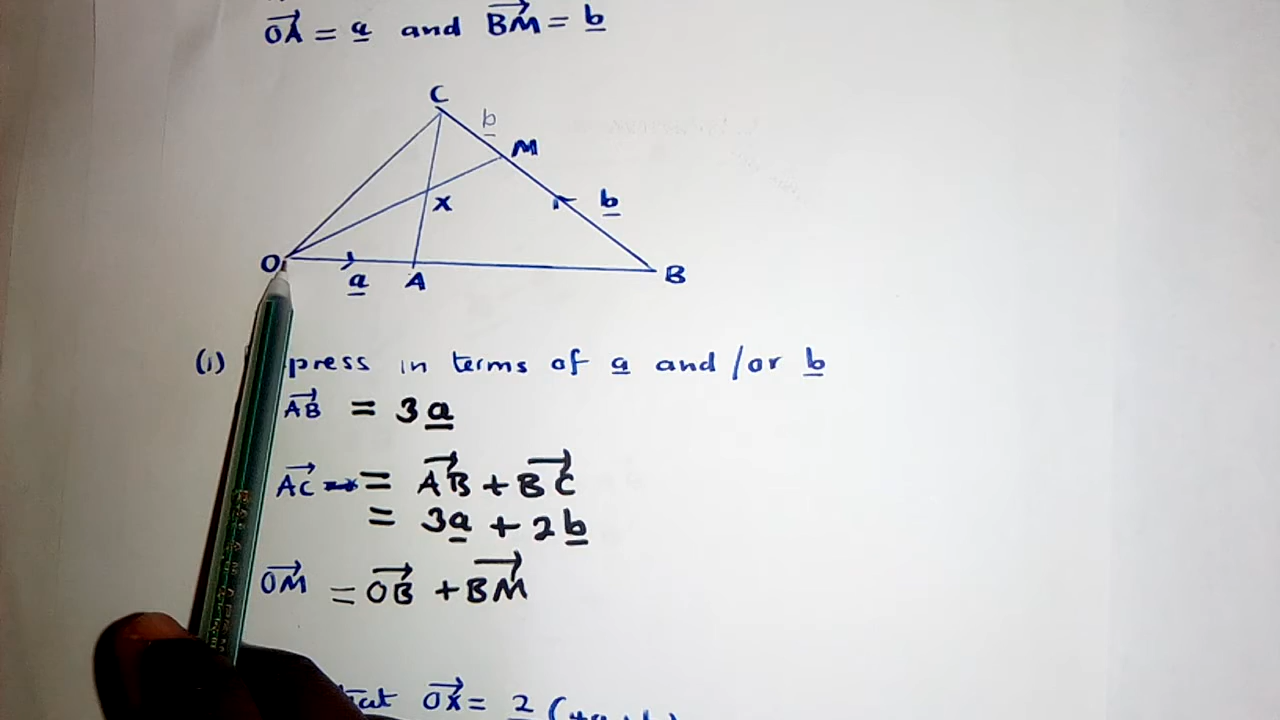 OA = a and BM = b
C
b
M
X
b
O
a
A
B
(i) press in terms of a and/or b
AB = 3a
AC = AB + BC
= 3a + 2b
OM = OB + BM
OX = 2 (